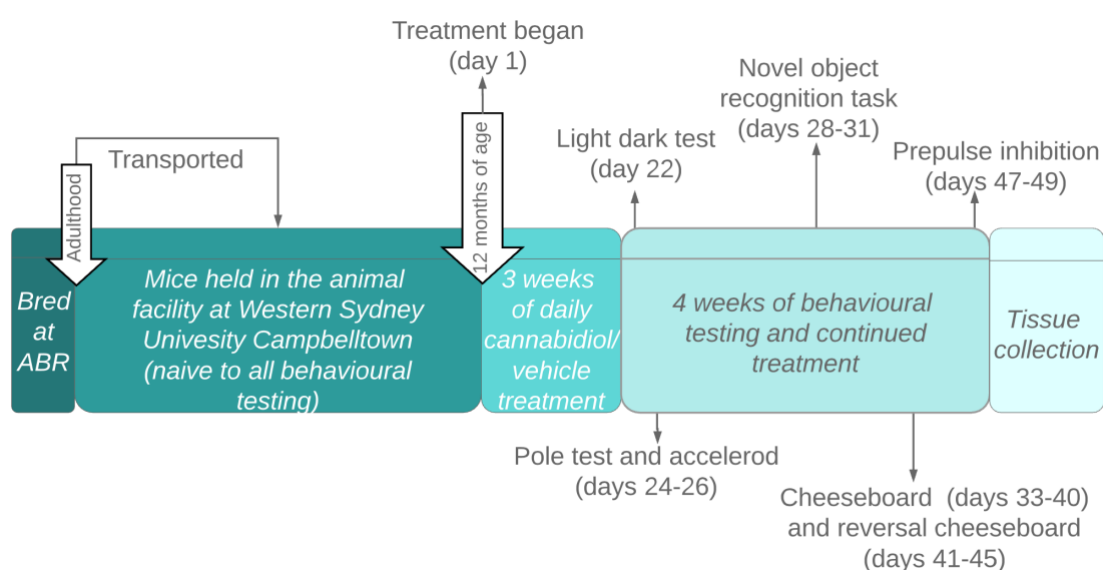 Treatment began
(day 1)
Novel object
recognition task
(days 28-31)
Light dark test
(day 22)
Prepulse inhibition
(days 47-49)
Transported
Adulthood
12 months of age
Bred
at
ABR
Mice held in the animal
facility at Western Sydney
Univesity Campbelltown
(naive to all behavioural
testing)
3 weeks
of daily
cannabidiol/
vehicle
treatment
4 weeks of behavioural
testing and continued
treatment
Tissue
collection
Pole test and accelerod
(days 24-26)
Cheeseboard  (days 33-40)
and reversal cheeseboard
(days 41-45)